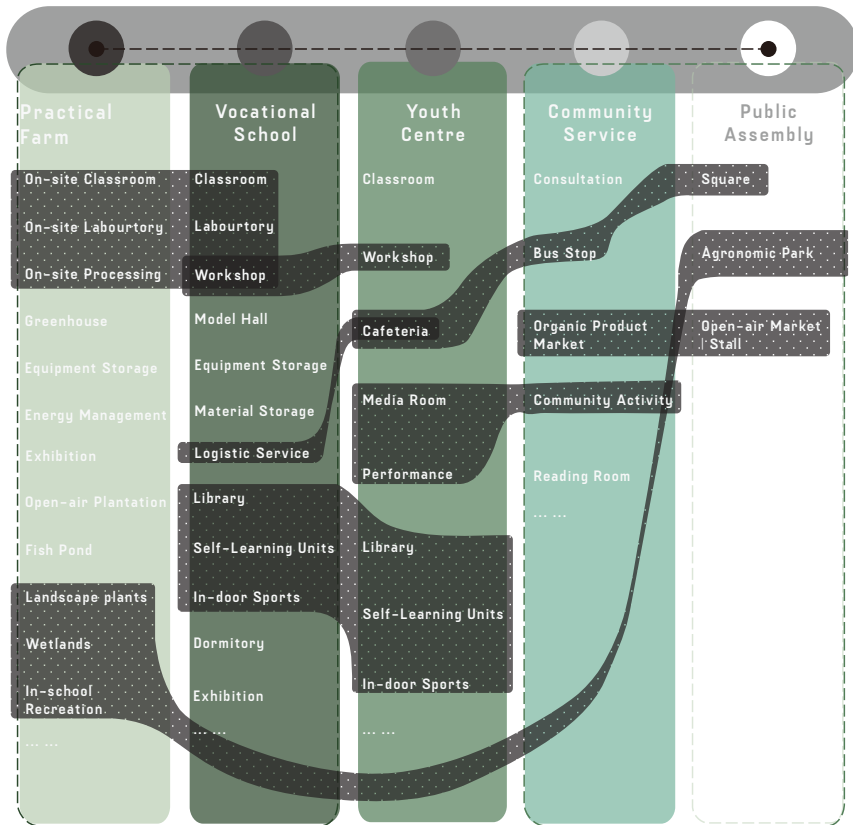 Practical
Farm
On-site Classroom
On-site Labourtory
On-site Processing
Greenhouse
Equipment Storage
Energy Management
Exhibition
Open-air Plantation
Fish Pond
Landscape plants
Wetlands
In-school
Recreation
... ...
Vocational
School
Classroom
Labourtory
Workshop
Model Hall
Equipment Storage
Material Storage
Logistic Service
Library
Self-Learning Units
In-door Sports
Dormitory
Exhibition
... ...
Youth
Centre
Classroom
Workshop
Cafeteria
Media Room
Performance
Library
Self-Learning Units
In-door Sports
... ...
Community
Service
Consultation
Bus Stop
Organic Product
Market
Community Activity
Reading Room
... ...
Public
Assembly
Square
Agronomic Park
Open-air Market
| Stall